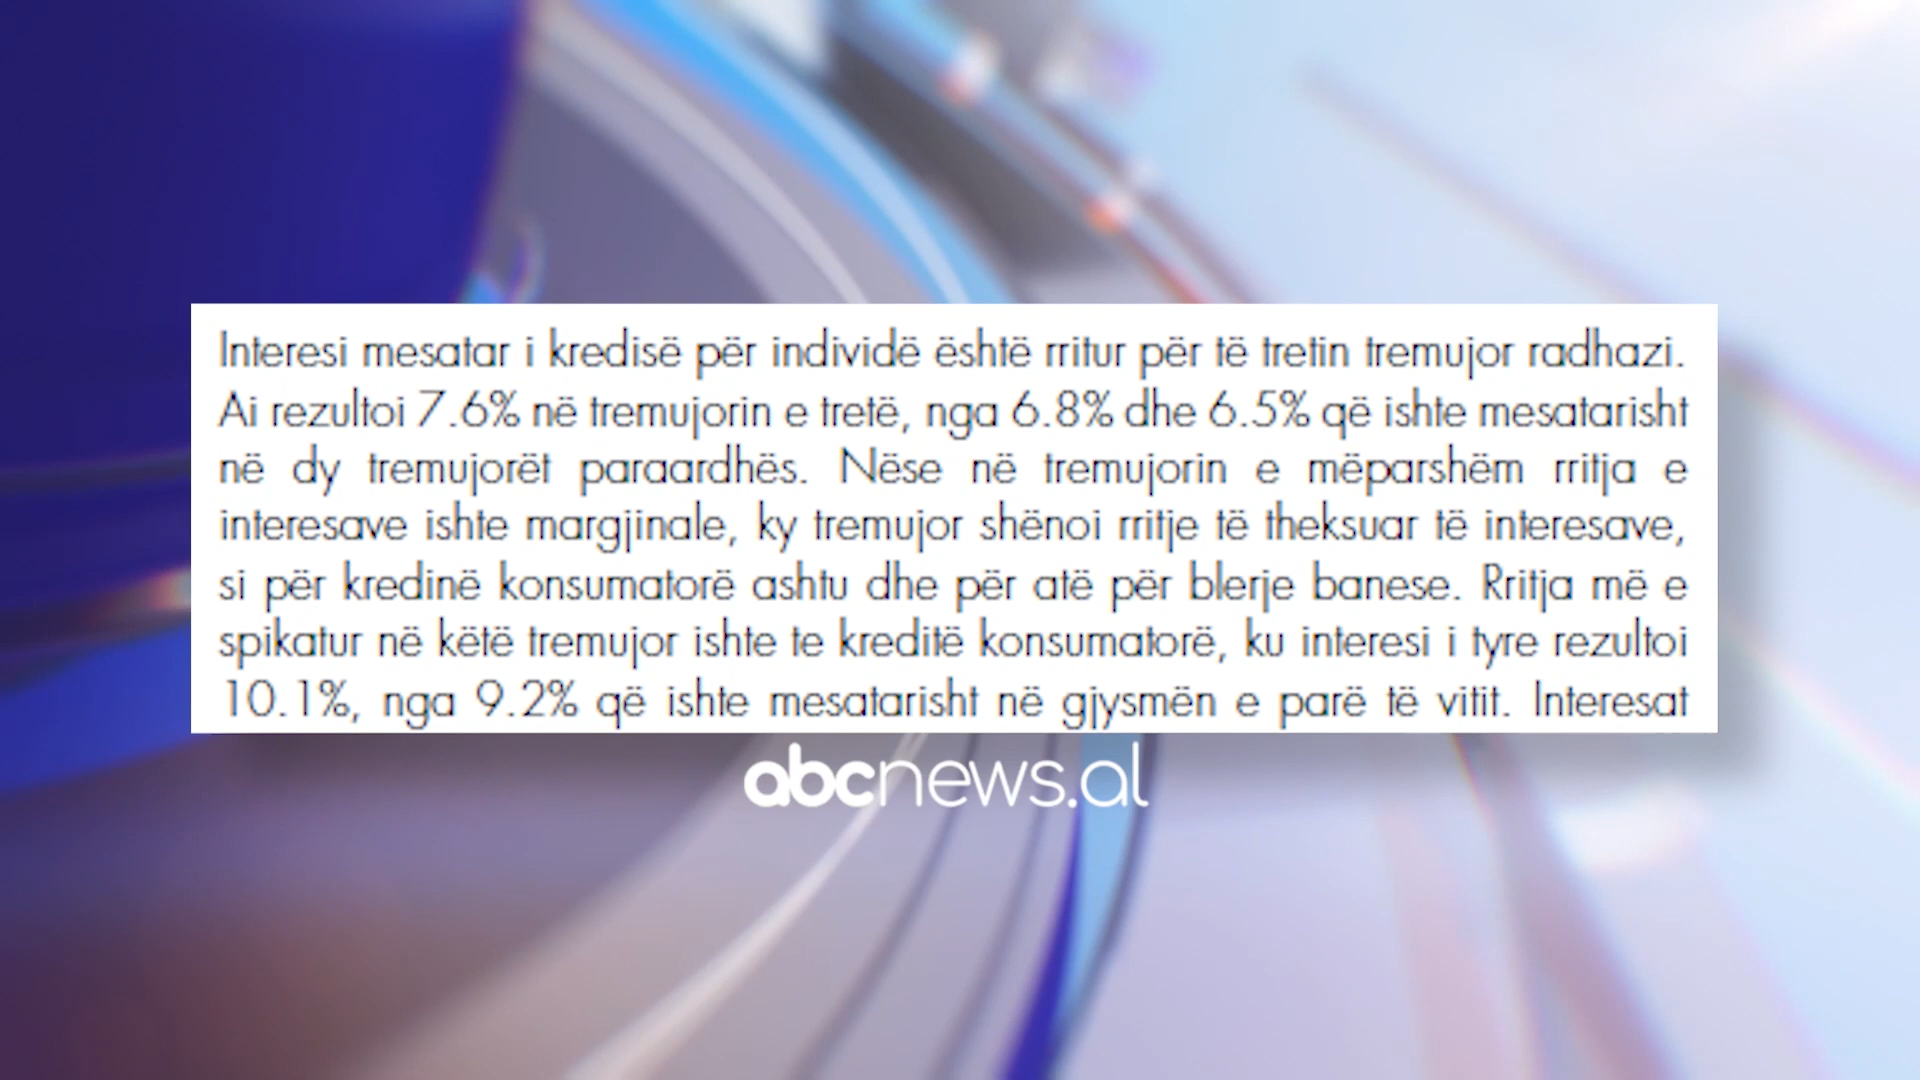 Interesi mesatar i kredisë për individë është rritur për të tretin tremujor radhazi.
Ai rezultoi 7.6% në tremujorin e tretë, nga 6.8% dhe 6.5% që ishte mesatarisht
në dy tremujorët paraardhës. Nëse në tremujorin e mëparshëm rritja e
interesave ishte margjinale, ky tremujor shënoi rritje të theksuar të interesave,
si për kredinë konsumatorë ashtu dhe për atë për blerje banese. Rritja më e
spikatur në këtë tremujor ishte te kreditë konsumatorë, ku interesi i tyre rezultoi
10.1%, nga 9.2% që ishte mesatarisht në gjysmën e parë të vitit. Interesat
abcnews.al